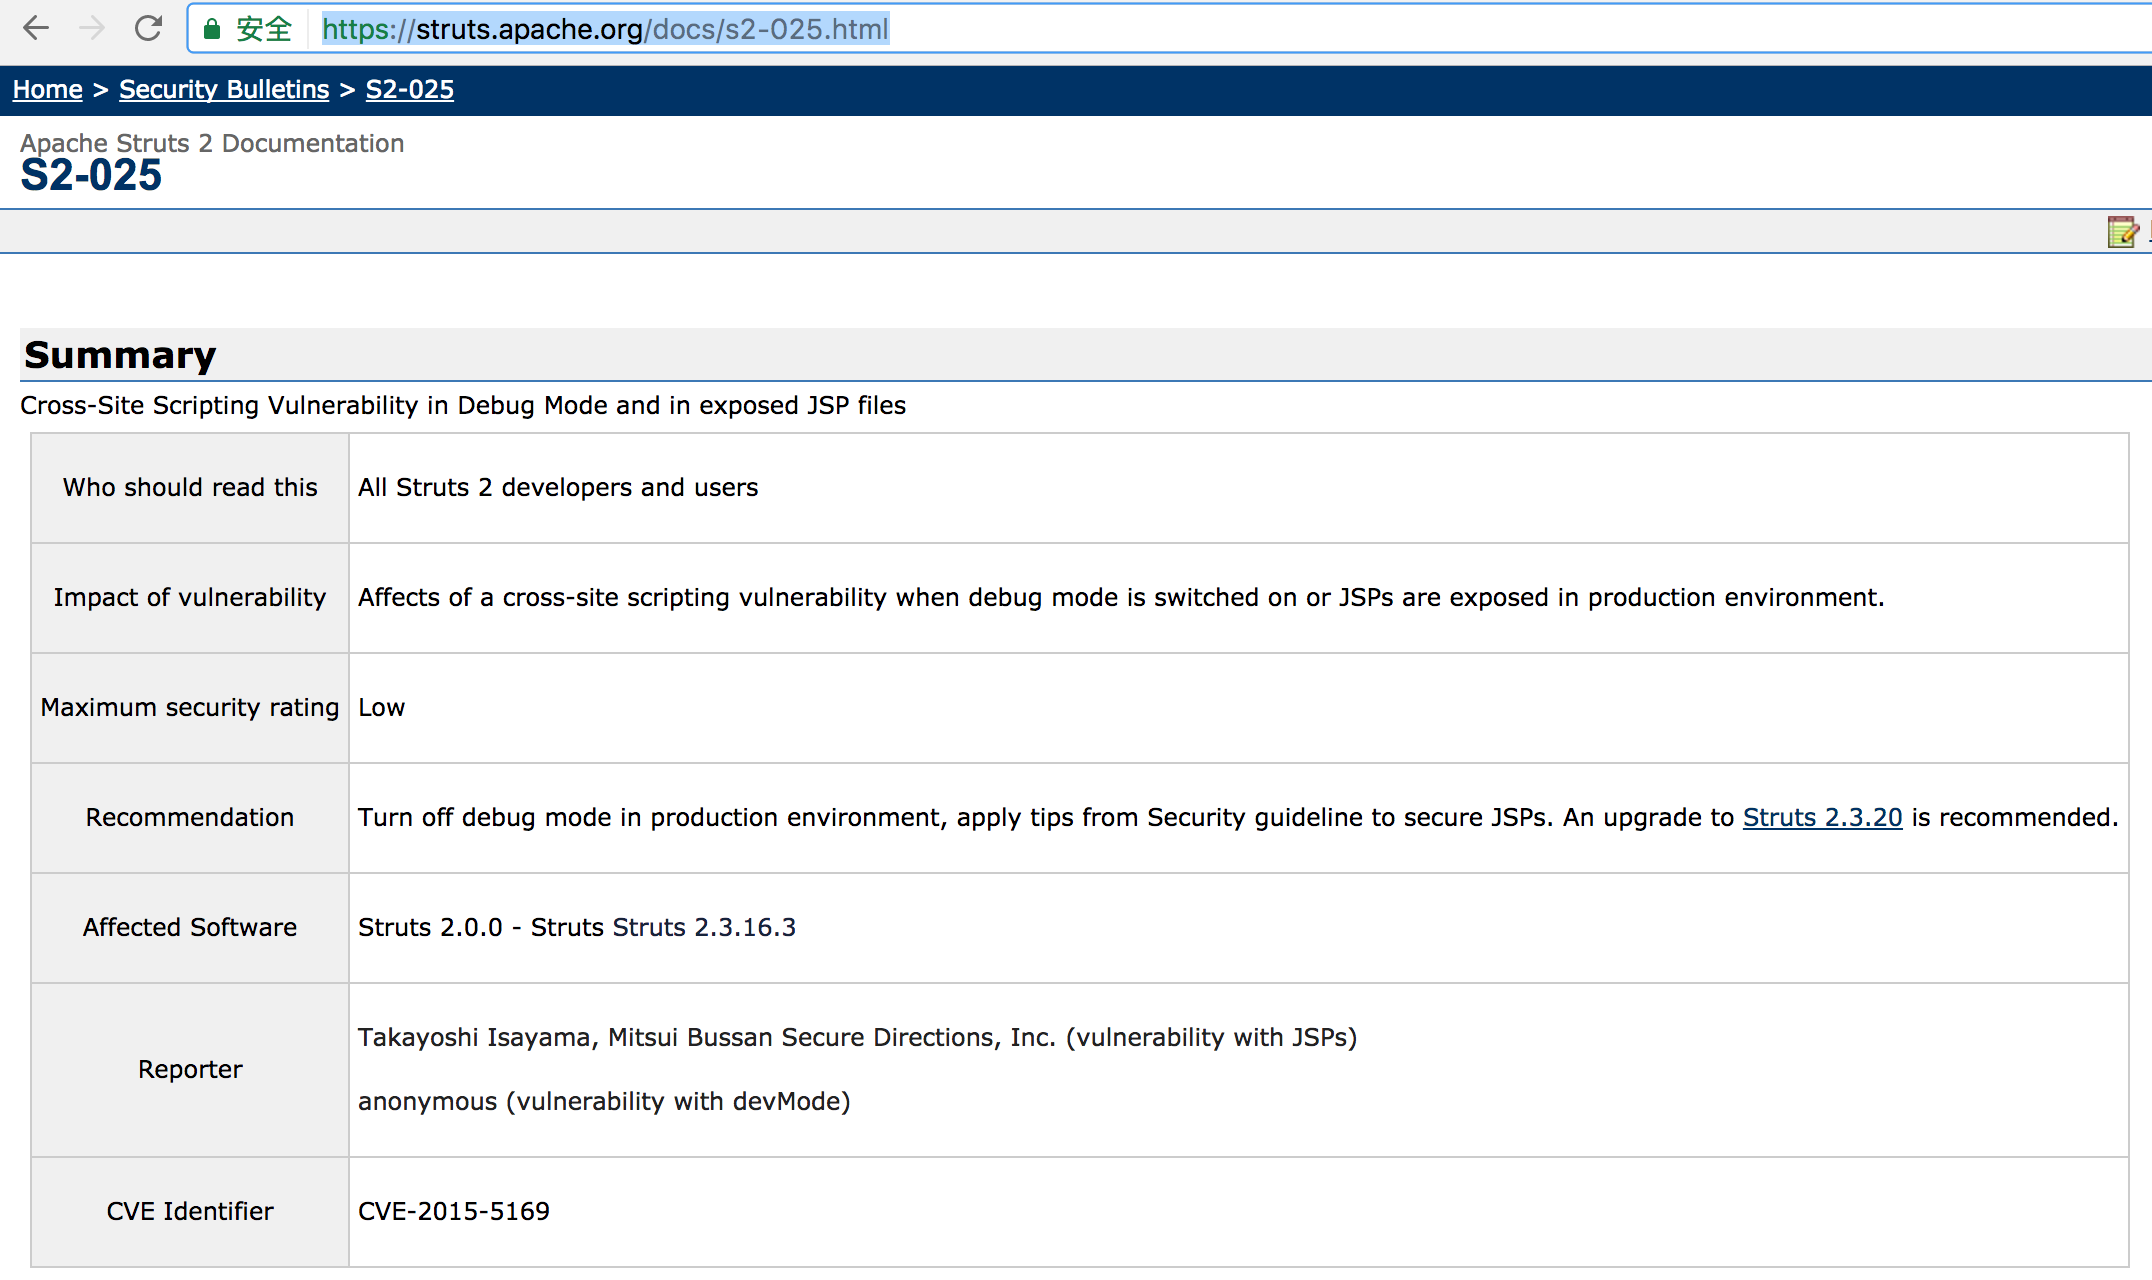 安全 https://struts.apache.org/docs/s2-025.html
Home > Security Bulletins > S2-025
Apache Struts 2 Documentation
S2-025
Summary
Cross-Site Scripting Vulnerability in Debug Mode and in exposed JSP files
Who should read this All Struts 2 developers and users
Impact of vulnerability Affects of a cross-site scripting vulnerability when debug mode is switched on or JSPs are exposed in production environment.
Maximum security rating Low
Recommendation Turn off debug mode in production environment, apply tips from Security guideline to secure JSPs. An upgrade to Struts 2.3.20 is recommended.
Affected Software Struts 2.0.0 - Struts Struts 2.3.16.3
Takayoshi Isayama, Mitsui Bussan Secure Directions, Inc. (vulnerability with JSPs)
Reporter
anonymous (vulnerability with devMode)
CVE Identifier CVE-2015-5169